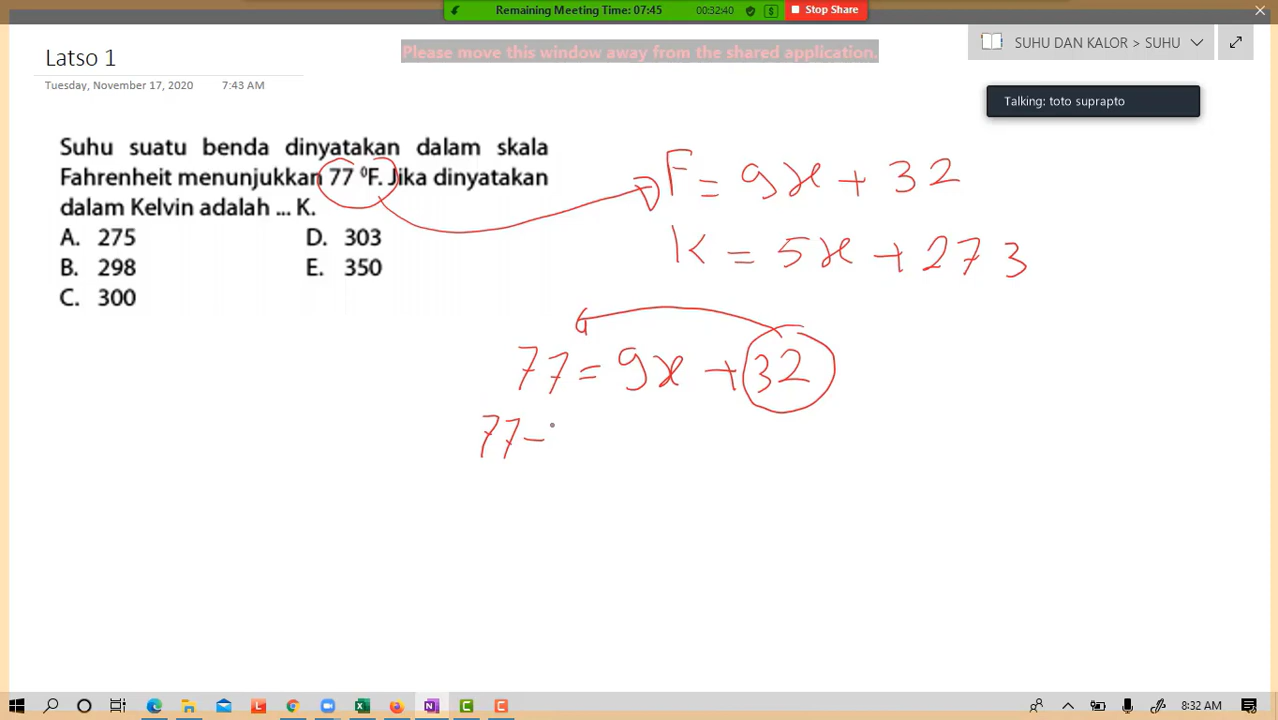 Remaining Meeting Time: 07:45
00:32:40
Stop Share
Latso 1
Please move this window away from the shared application.
SUHU DAN KALOR > SUHU
Tuesday, November 17, 2020 7:43 AM
Talking: toto suprapto
Suhu suatu benda dinyatakan dalam skala
Fahrenheit menunjukkan 77 ⁰F. Jika dinyatakan
dalam Kelvin adalah ... K.
A. 275
D. 303
B. 298
E. 350
C. 300
F = 9x + 32
K = 5x + 273
77 = 9x + 32
77 -
8:32 AM